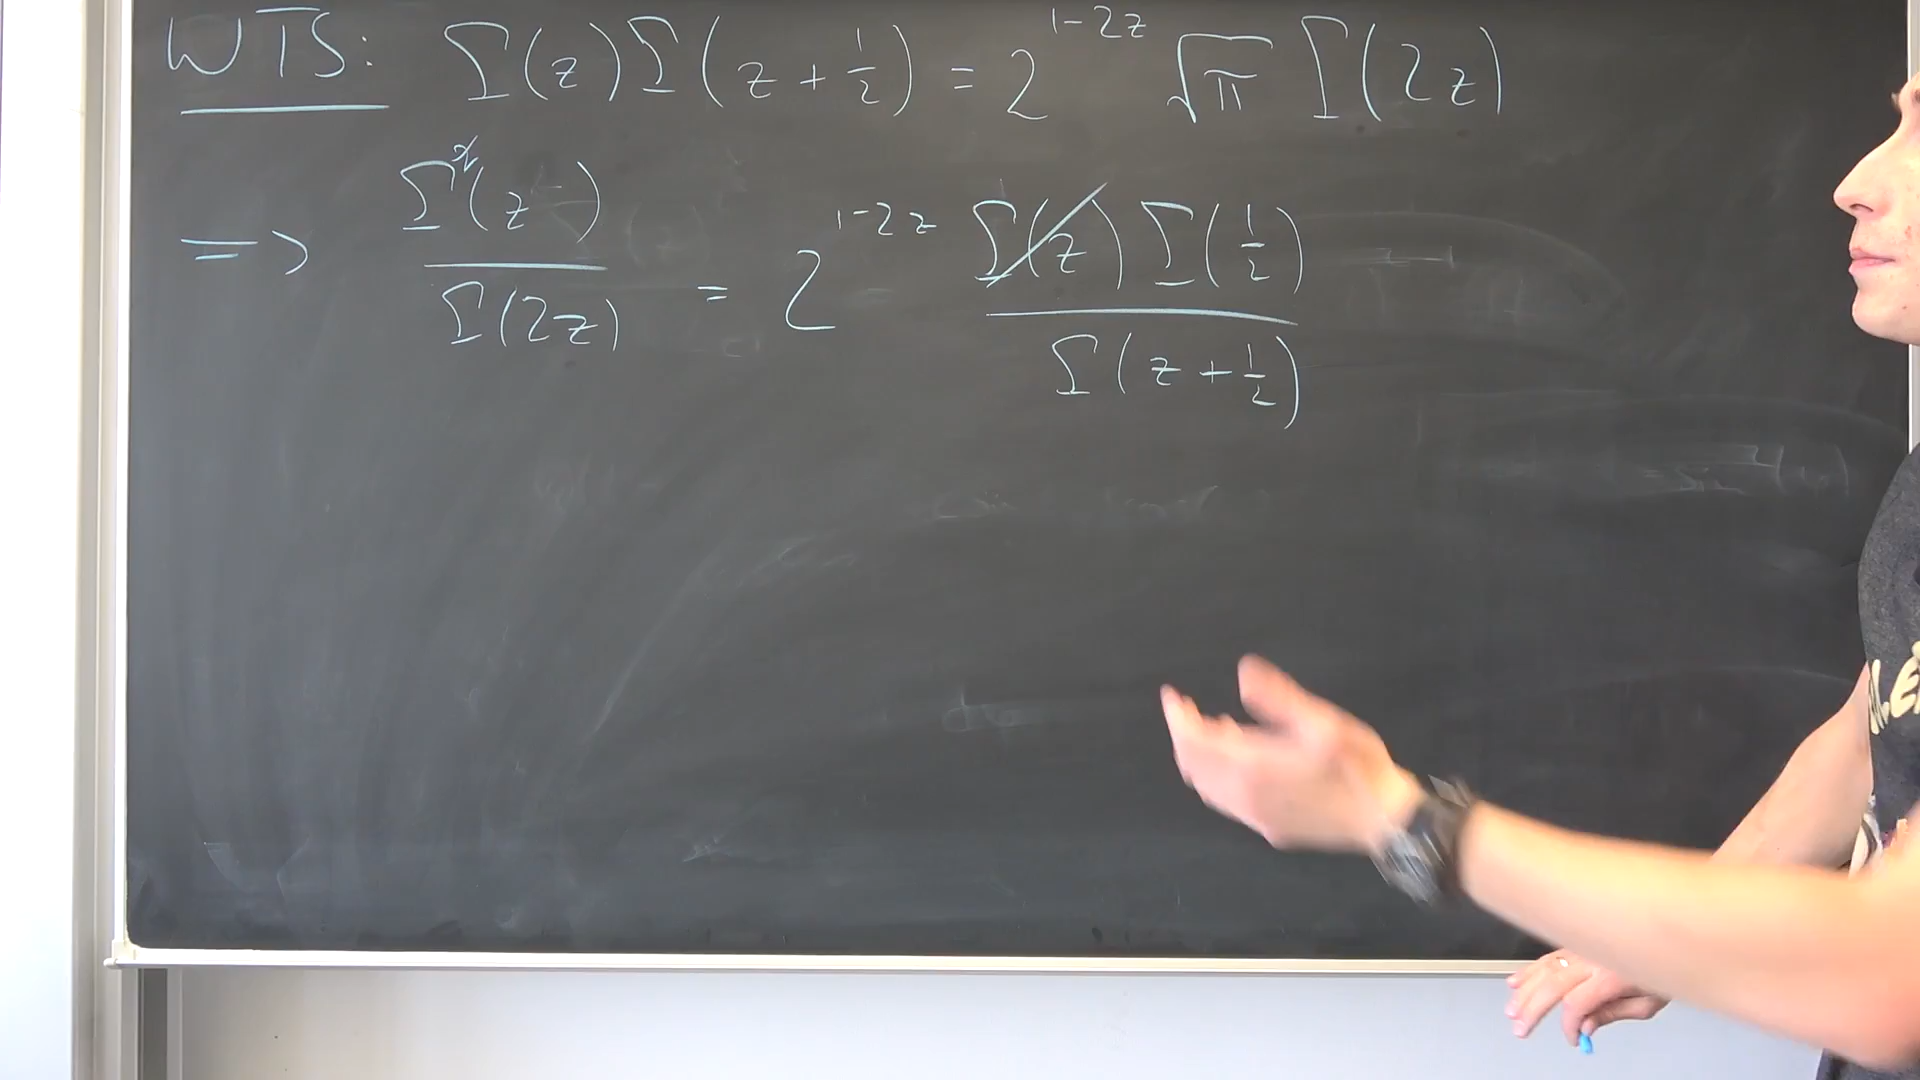 WTS: Γ(z)Γ(z + 1/2) = 2^{1-2z} √π Γ(2z)
=> Γ(z) / Γ(2z) = 2^{1-2z} Γ(z) Γ(1/2) / Γ(z + 1/2)